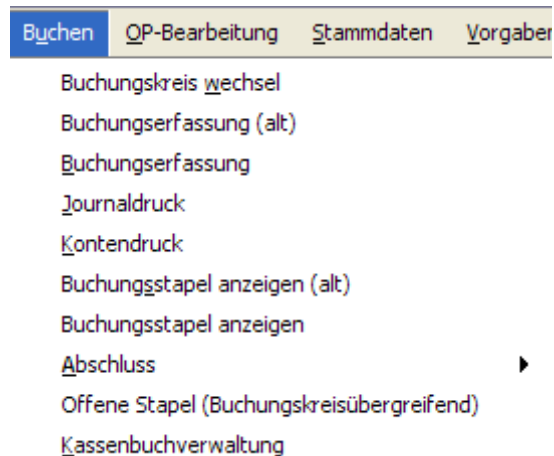 Buchen OP-Bearbeitung Stammdaten Vorgaben
Buchungskreis wechsel
Buchungserfassung (alt)
Buchungserfassung
Journaldruck
Kontendruck
Buchungsstapel anzeigen (alt)
Buchungsstapel anzeigen
Abschluss
Offene Stapel (Buchungskreisübergreifend)
Kassenbuchverwaltung